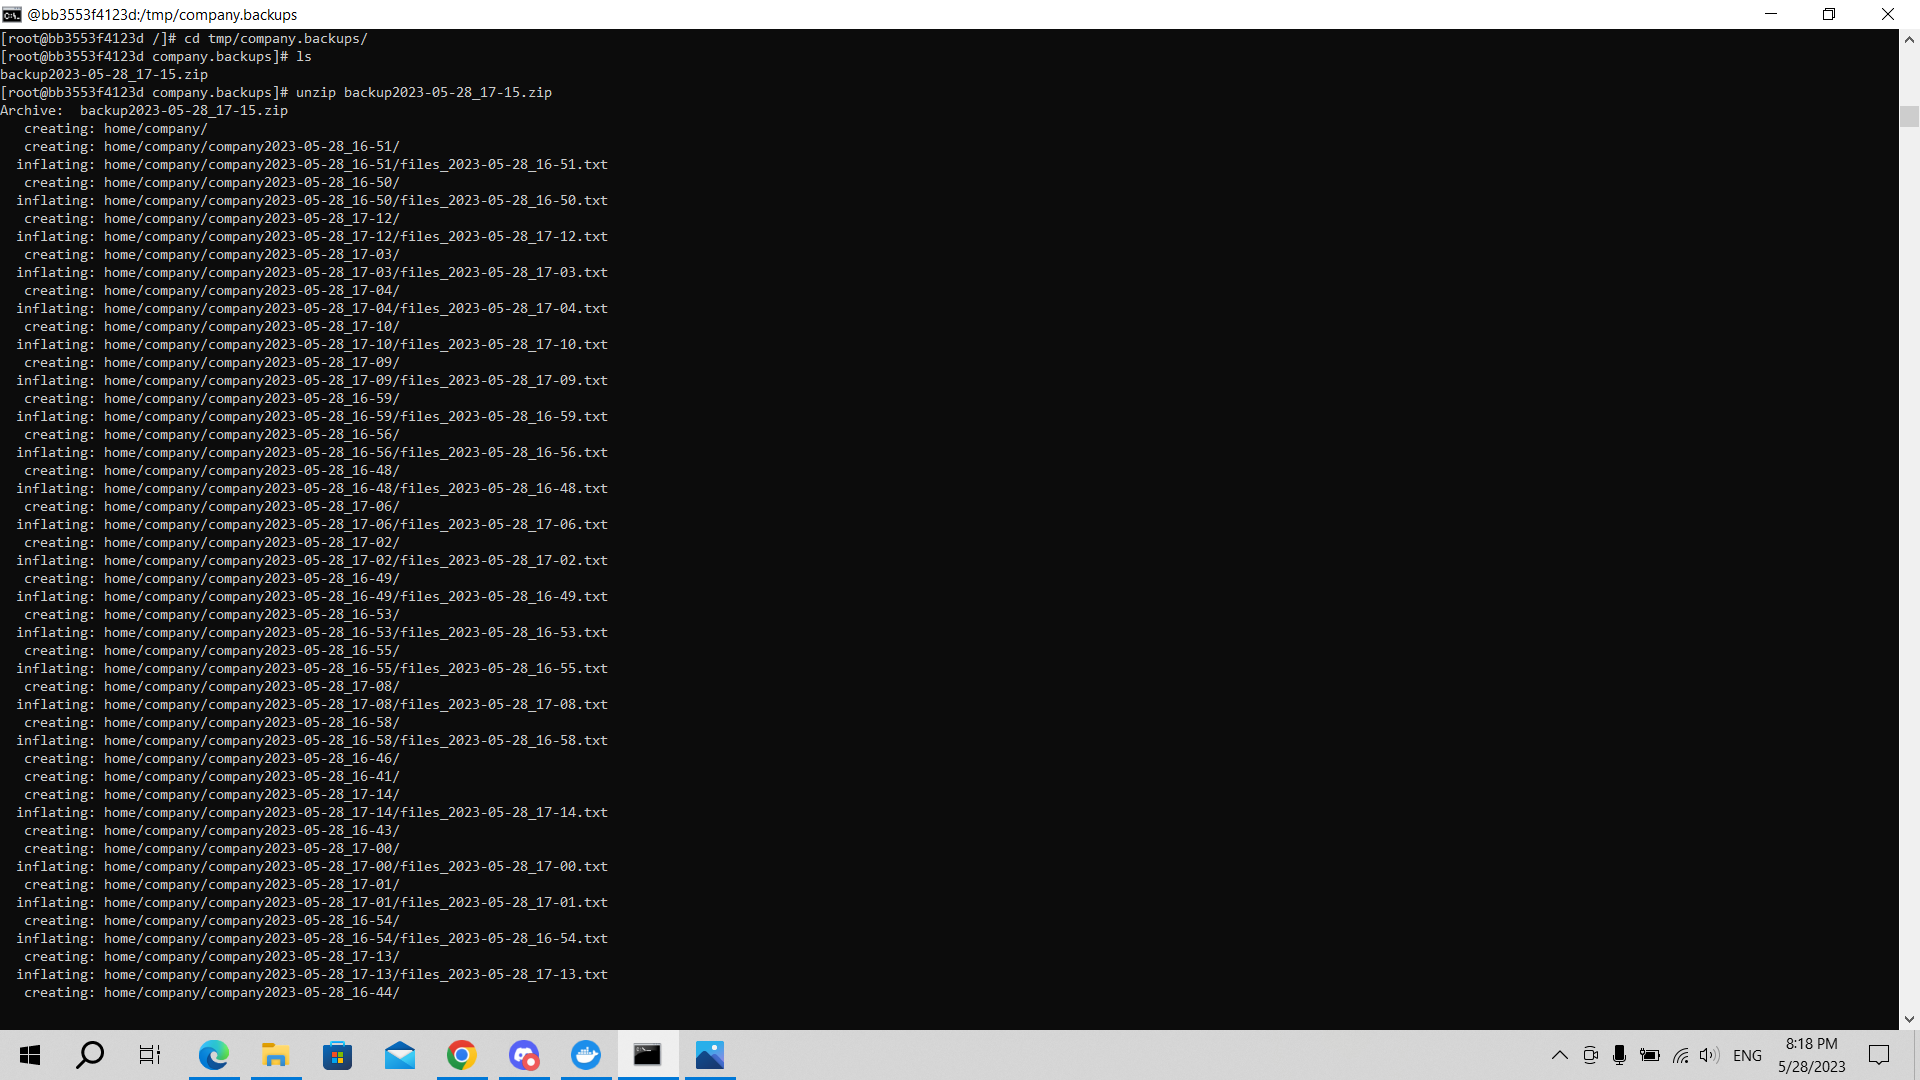 @bb3553f4123d:/tmp/company.backups
[root@bb3553f4123d /]# cd tmp/company.backups/
[root@bb3553f4123d company.backups]# ls
backup2023-05-28_17-15.zip
[root@bb3553f4123d company.backups]# unzip backup2023-05-28_17-15.zip
Archive:  backup2023-05-28_17-15.zip
   creating: home/company/
   creating: home/company/company2023-05-28_16-51/
  inflating: home/company/company2023-05-28_16-51/files_2023-05-28_16-51.txt
   creating: home/company/company2023-05-28_16-50/
  inflating: home/company/company2023-05-28_16-50/files_2023-05-28_16-50.txt
   creating: home/company/company2023-05-28_17-12/
  inflating: home/company/company2023-05-28_17-12/files_2023-05-28_17-12.txt
   creating: home/company/company2023-05-28_17-03/
  inflating: home/company/company2023-05-28_17-03/files_2023-05-28_17-03.txt
   creating: home/company/company2023-05-28_17-04/
  inflating: home/company/company2023-05-28_17-04/files_2023-05-28_17-04.txt
   creating: home/company/company2023-05-28_17-10/
  inflating: home/company/company2023-05-28_17-10/files_2023-05-28_17-10.txt
   creating: home/company/company2023-05-28_17-09/
  inflating: home/company/company2023-05-28_17-09/files_2023-05-28_17-09.txt
   creating: home/company/company2023-05-28_16-59/
  inflating: home/company/company2023-05-28_16-59/files_2023-05-28_16-59.txt
   creating: home/company/company2023-05-28_16-56/
  inflating: home/company/company2023-05-28_16-56/files_2023-05-28_16-56.txt
   creating: home/company/company2023-05-28_16-48/
  inflating: home/company/company2023-05-28_16-48/files_2023-05-28_16-48.txt
   creating: home/company/company2023-05-28_17-06/
  inflating: home/company/company2023-05-28_17-06/files_2023-05-28_17-06.txt
   creating: home/company/company2023-05-28_17-02/
  inflating: home/company/company2023-05-28_17-02/files_2023-05-28_17-02.txt
   creating: home/company/company2023-05-28_16-49/
  inflating: home/company/company2023-05-28_16-49/files_2023-05-28_16-49.txt
   creating: home/company/company2023-05-28_16-53/
  inflating: home/company/company2023-05-28_16-53/files_2023-05-28_16-53.txt
   creating: home/company/company2023-05-28_16-55/
  inflating: home/company/company2023-05-28_16-55/files_2023-05-28_16-55.txt
   creating: home/company/company2023-05-28_17-08/
  inflating: home/company/company2023-05-28_17-08/files_2023-05-28_17-08.txt
   creating: home/company/company2023-05-28_16-58/
  inflating: home/company/company2023-05-28_16-58/files_2023-05-28_16-58.txt
   creating: home/company/company2023-05-28_16-46/
   creating: home/company/company2023-05-28_16-41/
   creating: home/company/company2023-05-28_17-14/
  inflating: home/company/company2023-05-28_17-14/files_2023-05-28_17-14.txt
   creating: home/company/company2023-05-28_16-43/
   creating: home/company/company2023-05-28_17-00/
  inflating: home/company/company2023-05-28_17-00/files_2023-05-28_17-00.txt
   creating: home/company/company2023-05-28_17-01/
  inflating: home/company/company2023-05-28_17-01/files_2023-05-28_17-01.txt
   creating: home/company/company2023-05-28_16-54/
  inflating: home/company/company2023-05-28_16-54/files_2023-05-28_16-54.txt
   creating: home/company/company2023-05-28_17-13/
  inflating: home/company/company2023-05-28_17-13/files_2023-05-28_17-13.txt
   creating: home/company/company2023-05-28_16-44/
ENG
8:18 PM
5/28/2023